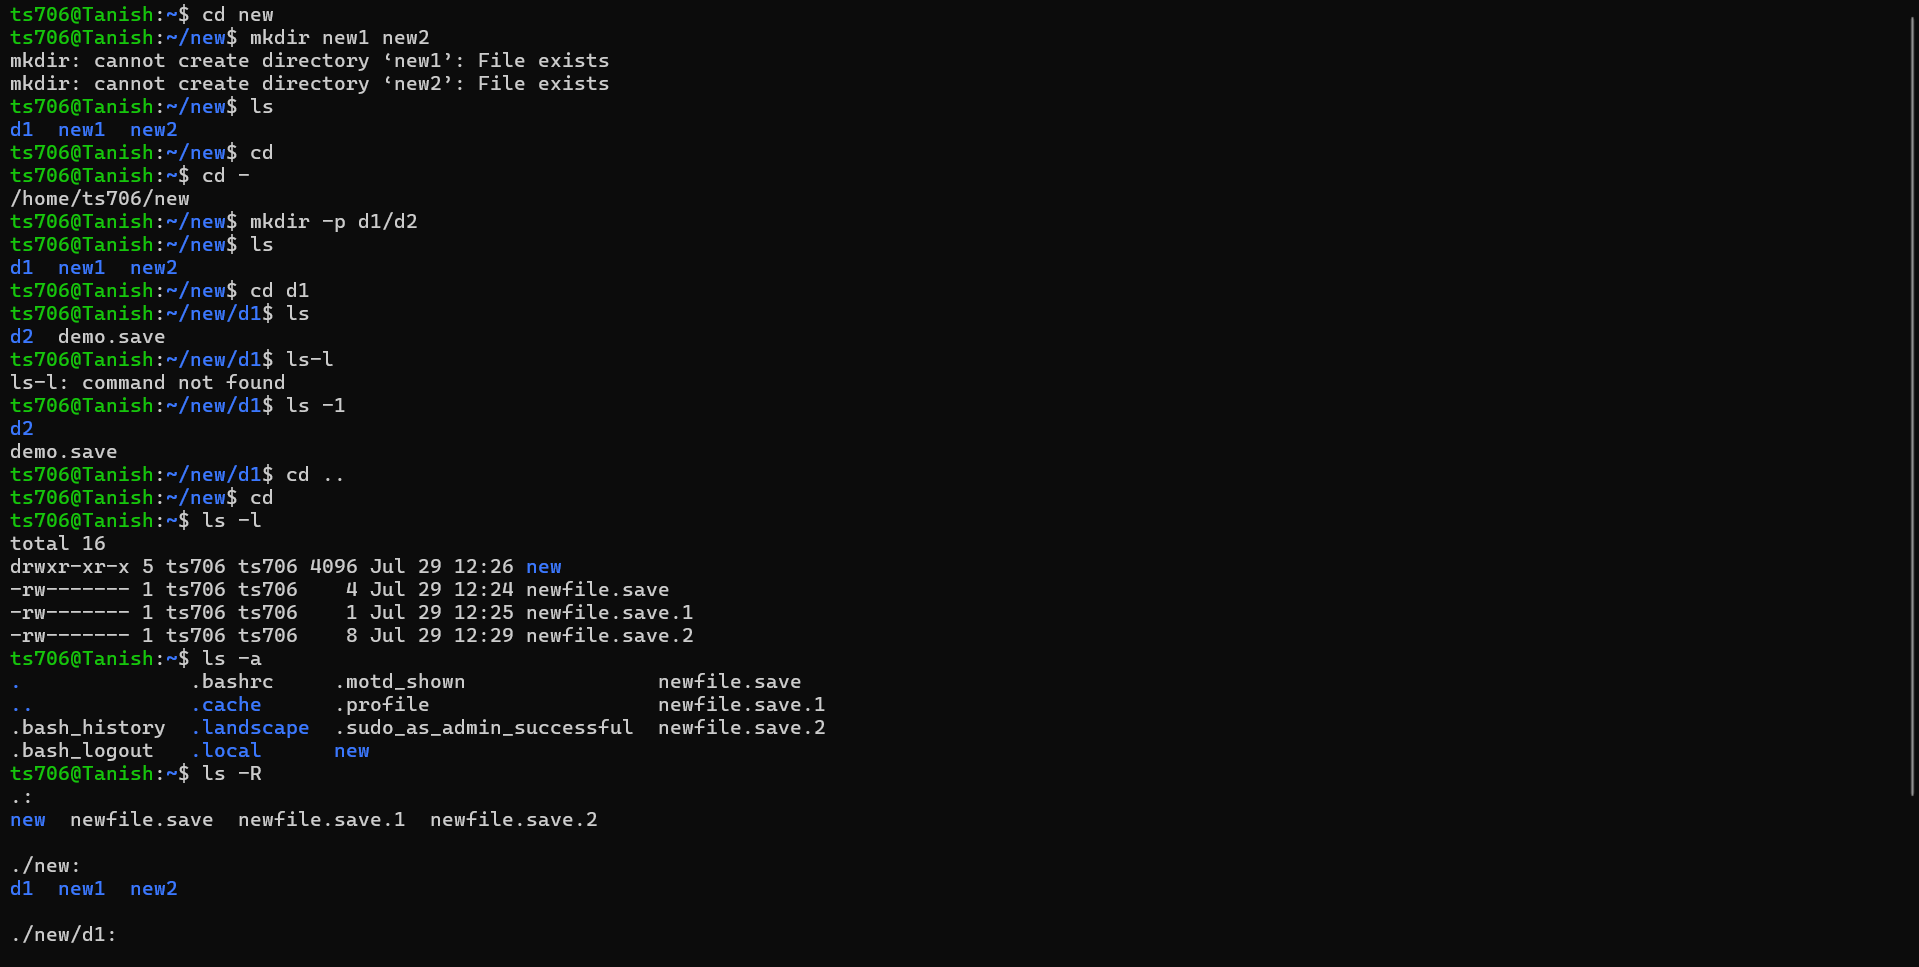 ts706@Tanish:~$ cd new
ts706@Tanish:~/new$ mkdir new1 new2
mkdir: cannot create directory ‘new1’: File exists
mkdir: cannot create directory ‘new2’: File exists
ts706@Tanish:~/new$ ls
d1  new1  new2
ts706@Tanish:~/new$ cd
ts706@Tanish:~$ cd -
/home/ts706/new
ts706@Tanish:~/new$ mkdir -p d1/d2
ts706@Tanish:~/new$ ls
d1  new1  new2
ts706@Tanish:~/new$ cd d1
ts706@Tanish:~/new/d1$ ls
d2  demo.save
ts706@Tanish:~/new/d1$ ls-l
ls-l: command not found
ts706@Tanish:~/new/d1$ ls -1
d2
demo.save
ts706@Tanish:~/new/d1$ cd ..
ts706@Tanish:~/new$ cd
ts706@Tanish:~$ ls -l
total 16
drwxr-xr-x 5 ts706 ts706 4096 Jul 29 12:26 new
-rw------- 1 ts706 ts706    4 Jul 29 12:24 newfile.save
-rw------- 1 ts706 ts706    1 Jul 29 12:25 newfile.save.1
-rw------- 1 ts706 ts706    8 Jul 29 12:29 newfile.save.2
ts706@Tanish:~$ ls -a
.              .bashrc     .motd_shown                newfile.save
..             .cache      .profile                   newfile.save.1
.bash_history  .landscape  .sudo_as_admin_successful  newfile.save.2
.bash_logout   .local      new
ts706@Tanish:~$ ls -R
.:
new  newfile.save  newfile.save.1  newfile.save.2
./new:
d1  new1  new2
./new/d1: